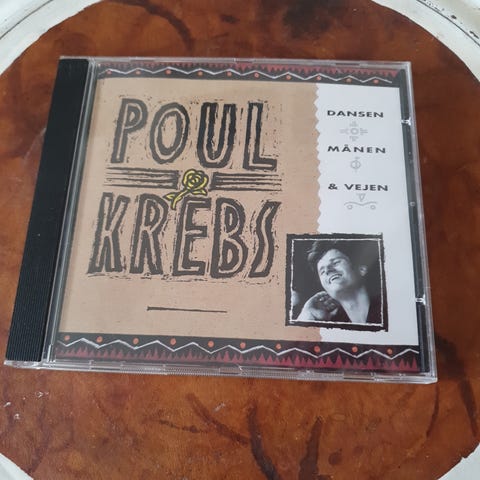 POUL
KREBS
DANSEN
MÅNEN
& VEJEN